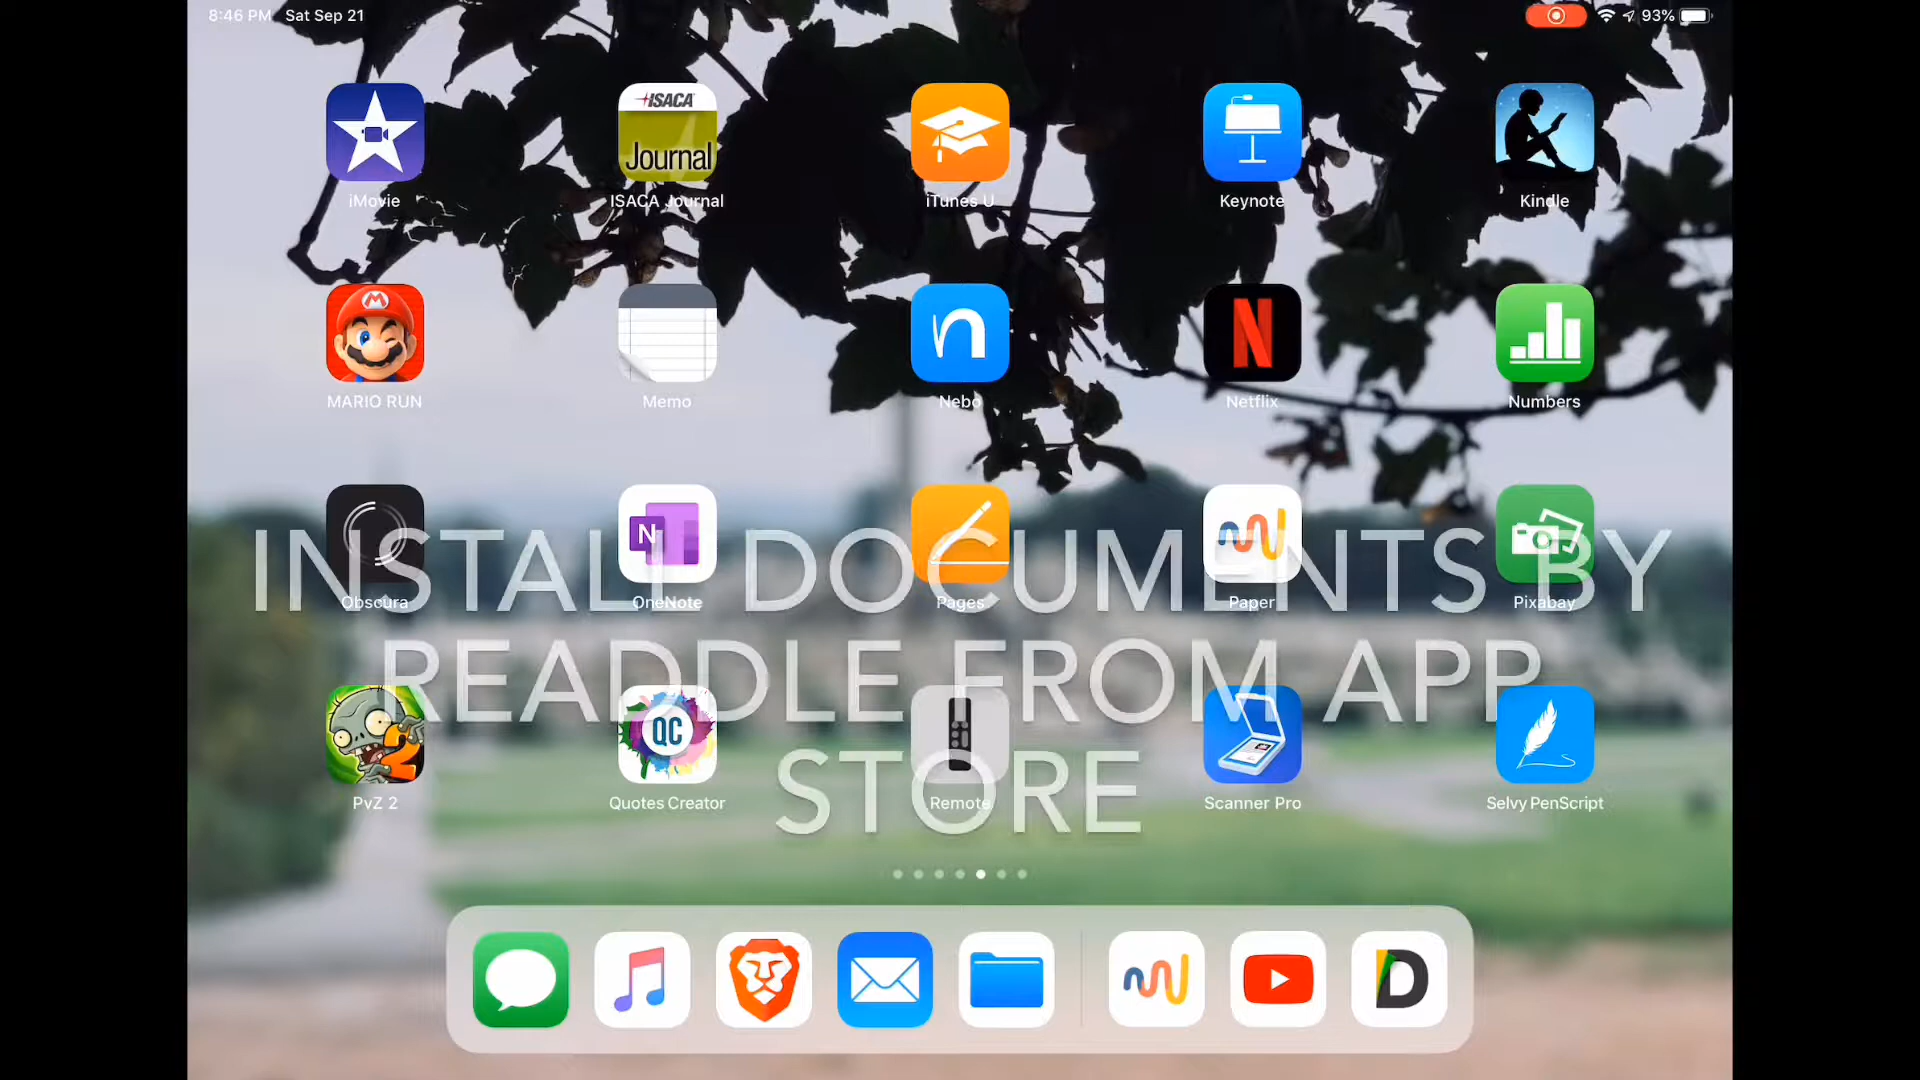 8:46 PM Sat Sep 21
93%
ISACA
Journal
iMovie
ISACA Journal
iTunes U
Keynote
Kindle
M
n
N
MARIO RUN
Memo
Nebo
Netflix
Numbers
N
Obscura
OneNote
Pages
Paper
Pixabay
INSTALL DOCUMENTS BY
READDLE FROM APP
STORE
2
QC
PvZ 2
Quotes Creator
Remote
Scanner Pro
Selvy PenScript
D